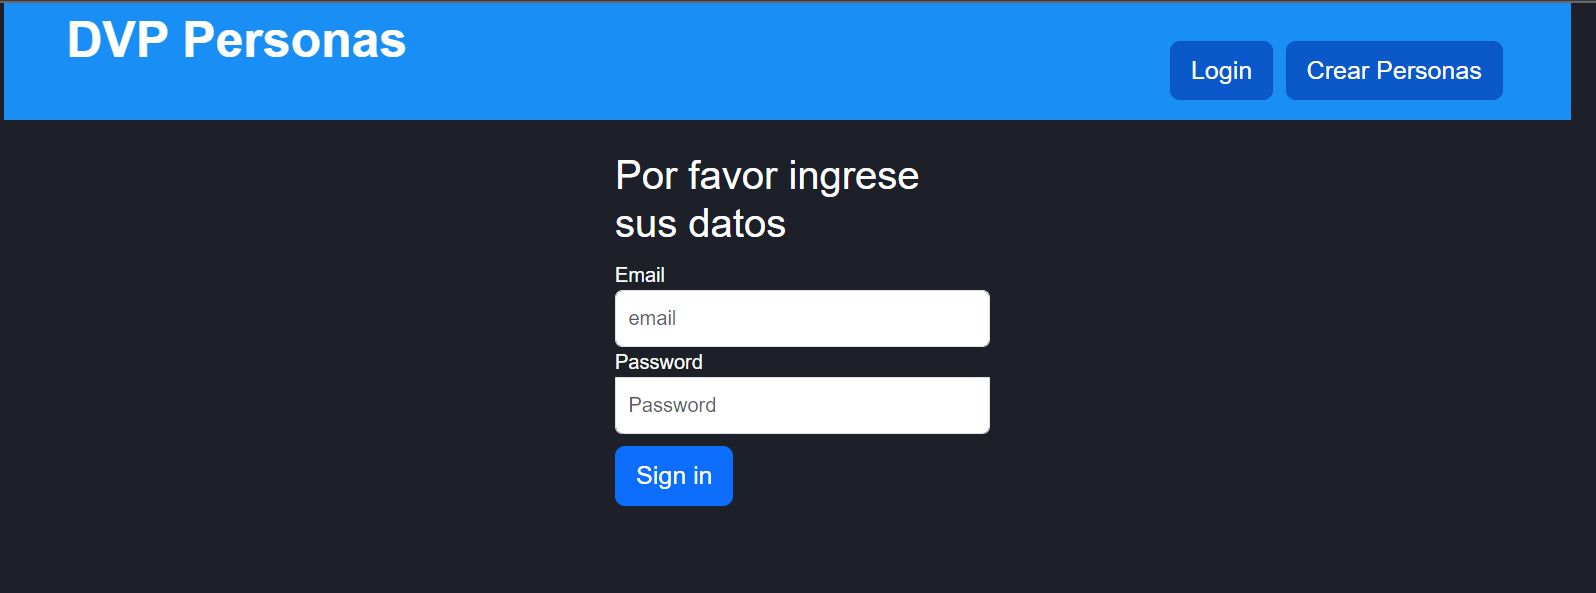 DVP Personas
Login
Crear Personas
Por favor ingrese
sus datos
Email
email
Password
Password
Sign in